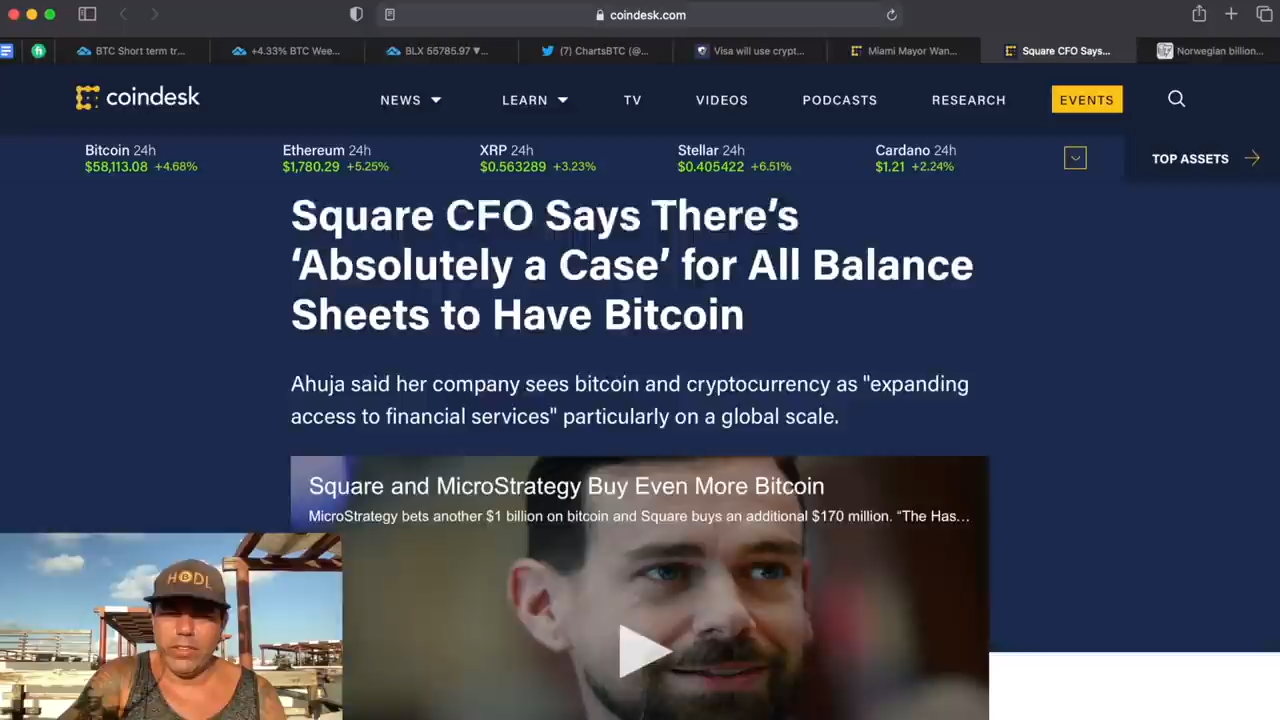 coindesk.com
BTC Short term tr...
+4.33% BTC Wee...
BLX 55785.97 ▼...
(7) ChartsBTC (@...
Visa will use crypt...
Miami Mayor Wan...
Square CFO Says...
Norwegian billion...
coindesk
NEWS
LEARN
TV
VIDEOS
PODCASTS
RESEARCH
EVENTS
Bitcoin 24h
$58,113.08 +4.68%
Ethereum 24h
$1,780.29 +5.25%
XRP 24h
$0.563289 +3.23%
Stellar 24h
$0.405422 +6.51%
Cardano 24h
$1.21 +2.24%
TOP ASSETS
Square CFO Says There's
'Absolutely a Case' for All Balance
Sheets to Have Bitcoin
Ahuja said her company sees bitcoin and cryptocurrency as "expanding
access to financial services" particularly on a global scale.
Square and MicroStrategy Buy Even More Bitcoin
MicroStrategy bets another $1 billion on bitcoin and Square buys an additional $170 million. "The Has...
HODL